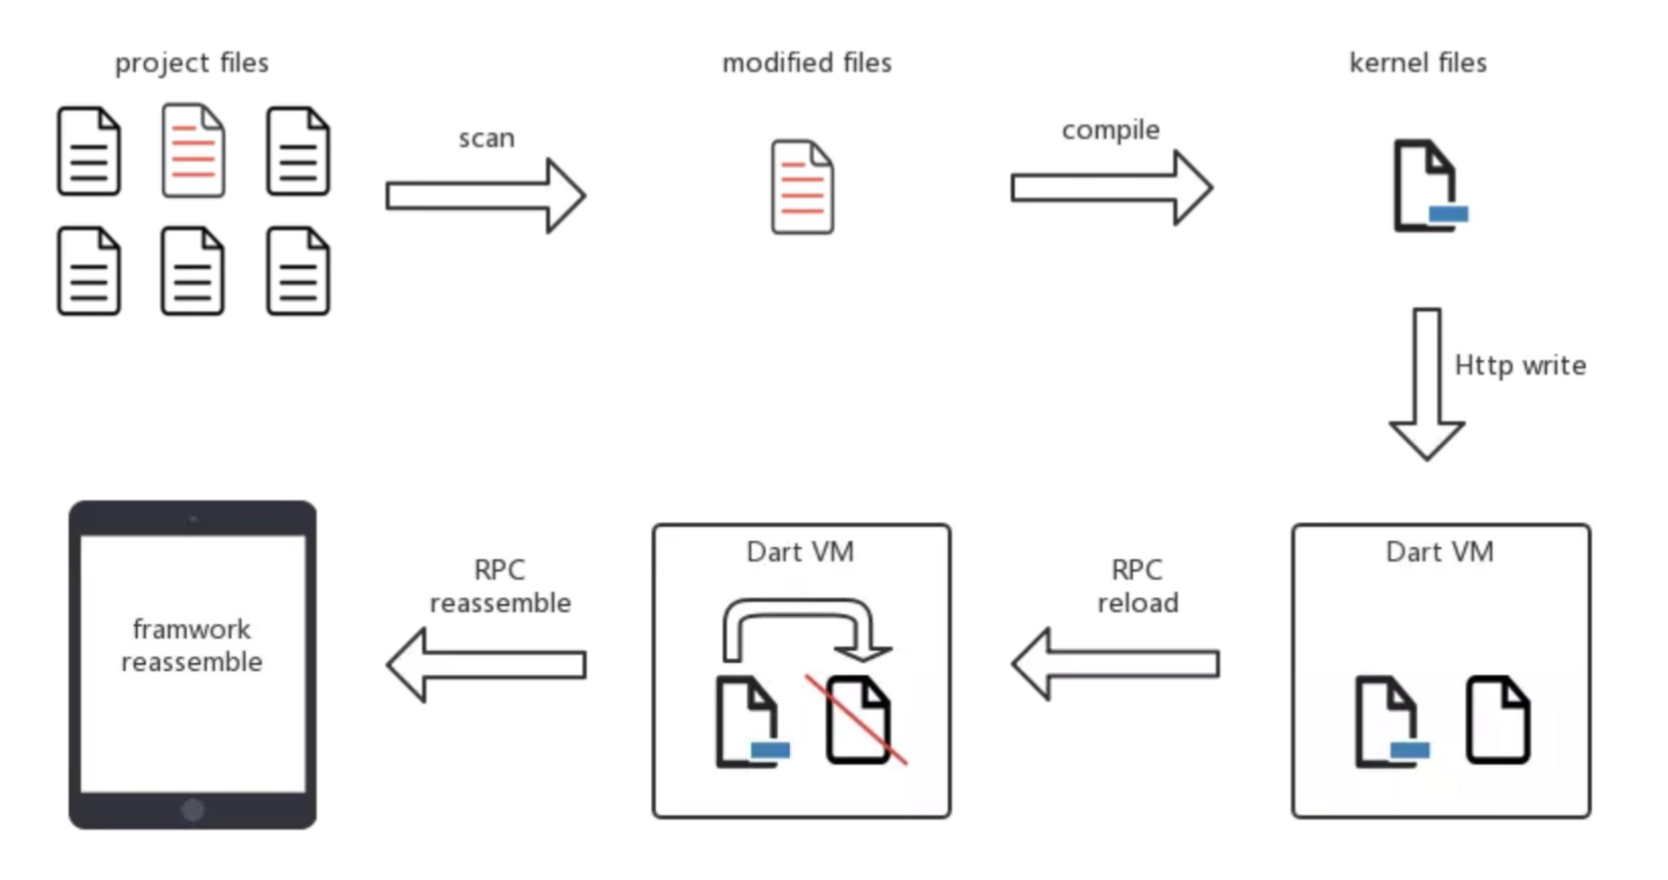 project files
modified files
kernel files
scan
compile
Http write
Dart VM
RPC
reload
Dart VM
RPC
reassemble
framwork
reassemble